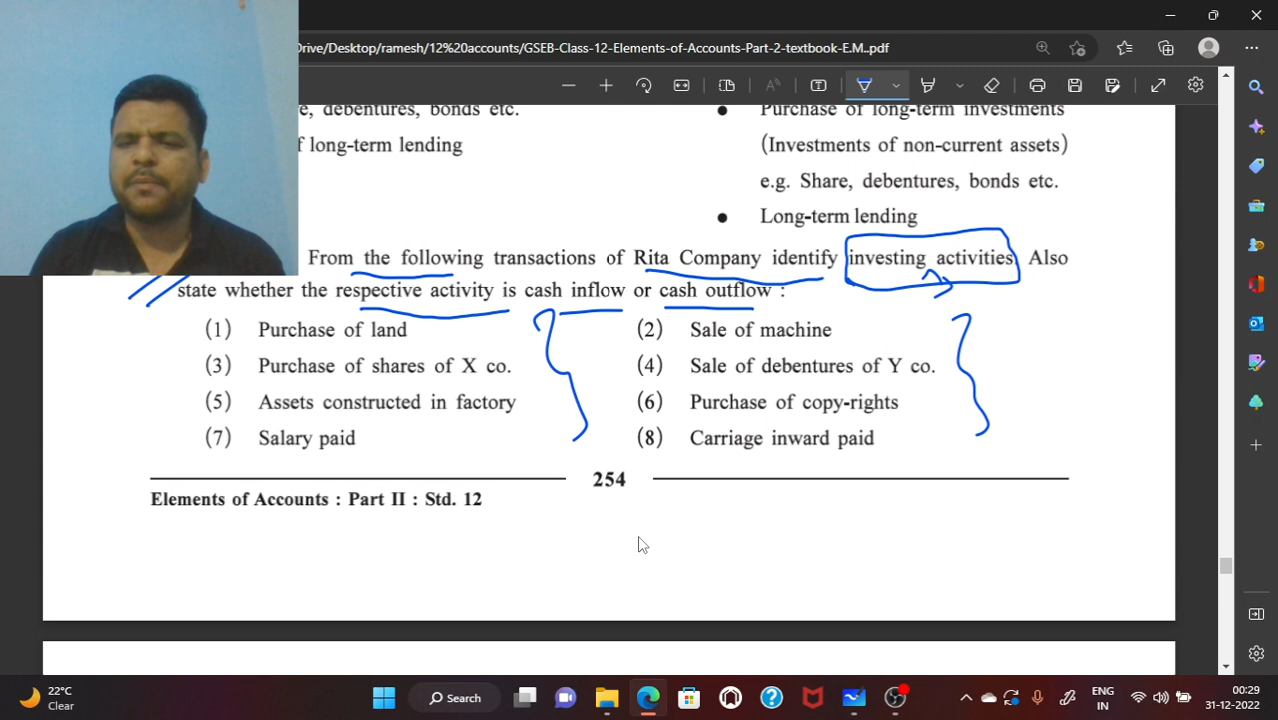 Drive/Desktop/ramesh/12%20accounts/GSEB-Class-12-Elements-of-Accounts-Part-2-textbook-E.M..pdf
e, debentures, bonds etc.
f long-term lending
• Purchase of long-term investments
(Investments of non-current assets)
e.g. Share, debentures, bonds etc.
• Long-term lending
From the following transactions of Rita Company identify investing activities. Also
state whether the respective activity is cash inflow or cash outflow :
(1) Purchase of land
(2) Sale of machine
(3) Purchase of shares of X co.
(4) Sale of debentures of Y co.
(5) Assets constructed in factory
(6) Purchase of copy-rights
(7) Salary paid
(8) Carriage inward paid
254
Elements of Accounts : Part II : Std. 12
22°C
Clear
Search
ENG
IN
00:29
31-12-2022